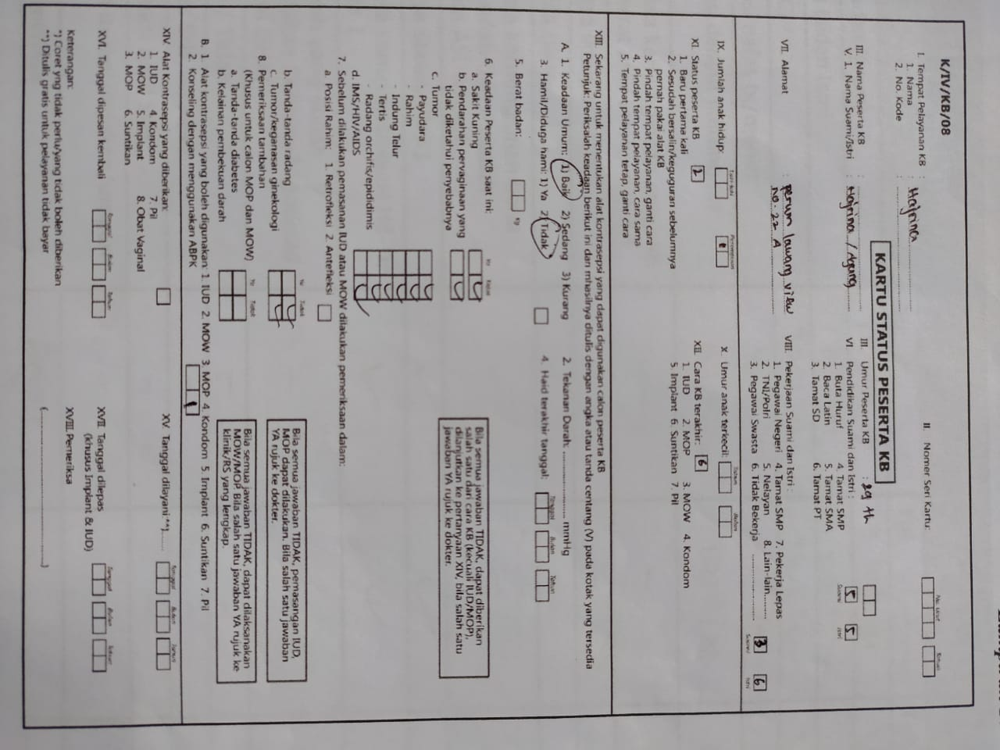 K/IV/KB/08
KARTU STATUS PESERTA KB
I. Tempat Pelayanan KB :
1. Nama : Hajrina
2. No. Kode :
II. Nomer Seri Kartu:
No. Urut
III. Nama Peserta KB :
V. 1. Nama Suami/Istri : Hajrina / Agung
III. Umur Peserta KB : 29 th
VI Pendidikan Suami dan Istri :
1. Buta Huruf 4. Tamat SMP
2. Baca Latin 5. Tamat SMA
3. Tamat SD 6. Tamat PT
Suami Istri
5 5
VII. Alamat : perum lawang view
No. 22 A
VIII. Pekerjaan Suami dan Istri :
1. Pegawai Negeri 4. Tamat SMP 7. Pekerja Lepas
2. TNI/Polri 5. Nelayan 8. Lain-lain..........
3. Pegawai Swasta 6. Tidak Bekerja
3 6
Suami Istri
IX. Jumlah anak hidup:
Laki-laki Perempuan
X. Umur anak terkecil:
Tahun Bulan
XI. Status peserta KB 2
1. Baru pertama kali
2. Sesudah bersalin/keguguran sebelumnya
pernah pakai alat KB
3. Pindah tempat pelayanan, ganti cara
4. Pindah tempat pelayanan, cara sama
5. Tempat pelayanan tetap, ganti cara
XII. Cara KB terakhir: 6
1. IUD 2. MOP 3. MOW 4. Kondom
5. Implant 6. Suntikan 7. Pil
XIII. Sekarang untuk menentukan alat kontrasepsi yang dapat digunakan calon peserta KB
Petunjuk: Periksalah keadaan berikut ini dan mhasilnya ditulis dengan angka atau tanda centang (V) pada kotak yang tersedia
A. 1. Keadaan Umum: 1) Baik 2) Sedang 3) Kurang
2. Tekanan Darah: .................... mmHg
3. Hamil/Diduga hami: 1) Ya 2) Tidak
4. Haid terakhir tanggal:
Tanggal Bulan Tahun
5. Berat badan: Kg
6. Keadaan Peserta KB saat ini:
Ya Tidak
a. Sakit Kuning
b. Pendarahan pervaginaan yang
tidak diketahui penyebabnya
c. Tumor
- Payudara
- Rahim
- Indung Telur
- Tertis
- Radang orchifis/epididinis
d. IMS/HIV/AIDS
Bila semua jawaban TIDAK, dapat diberikan
salah satu dari cara KB (kecuali IUD/MOP),
dilanjutkan ke pertanyaan XIV, bila salah satu
jawaban YA rujuk ke dokter.
7. Sebelum dilakukan pemasanan IUD atau MOW dilakukan pemeriksaan dalam:
a. Posisi Rahim: 1. Retrofleksi 2. Antefleksi
Ya Tidak
b. Tanda-tanda radang
c. Tumor/keganasan ginekologi
Bila semua jawaban TIDAK, pemasangan IUD,
MOP dapat dilakukan. Bila salah satu jawaban
YA rujuk ke dokter.
8. Pemeriksaan tambahan
(Khusus untuk calon MOP dan MOW)
Ya Tidak
a. Tanda-tanda diabetes
b. Kelainan pembekuan darah
Bila semua jawaban TIDAK, dapat dilaksanakan
MOW/MOP. Bila salah satu jawaban YA rujuk ke
klinik/RS yang lengkap.
B. 1. Alat kontrasepsi yang boleh digunakan: 1. IUD 2. MOW 3. MOP 4. Kondom 5. Implant 6. Suntikan 7. Pil
2. Konseling dengan menggunakan ABPK
XIV. Alat Kontrasepsi yang diberikan:
1. IUD 4. Kondom 7. Pil
2. MOW 5. Implant 8. Obat Vaginal
3. MOP 6. Suntikan
XV. Tanggal dilayani:**)......
Tanggal Bulan Tahun
XVI. Tanggal dipesan kembali
Tanggal Bulan Tahun
XVII. Tanggal dilepas
(khusus Implant & IUD)
Tanggal Bulan Tahun
Keterangan:
*) Coret yng tidak perlu/yang tidak boleh diberikan
**) Ditulis gratis untuk pelayanan tidak bayar
XVIII. Pemeriksa
(..............................)